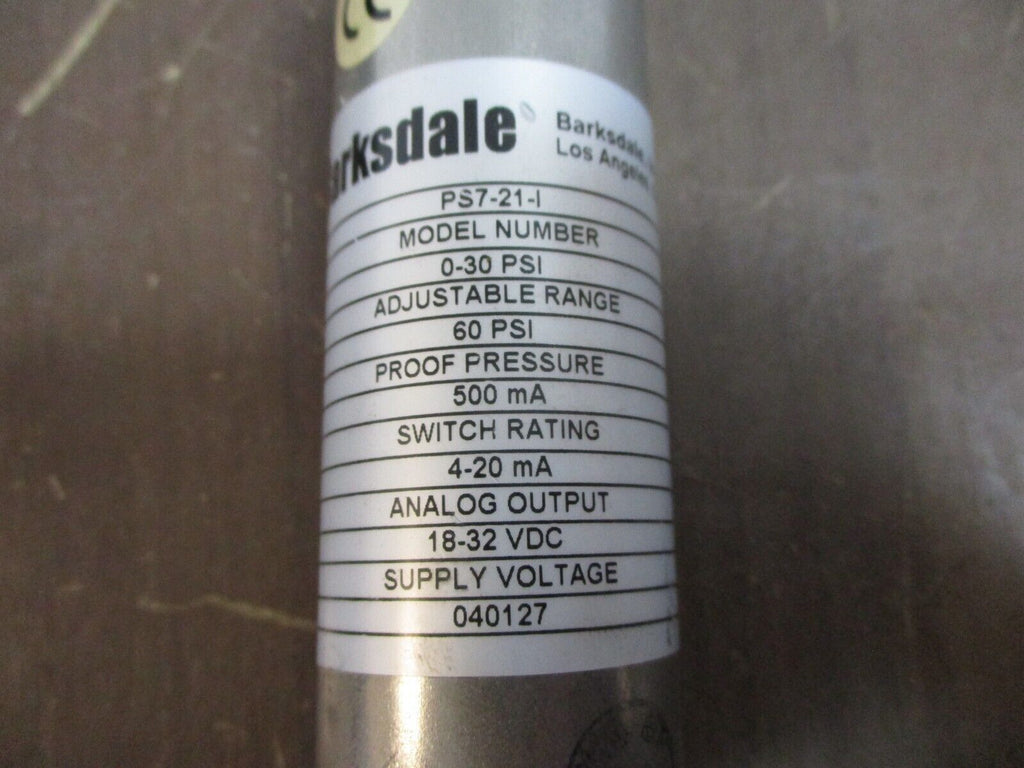 Barksdale
Barksdale,
Los Angeles
PS7-21-I
MODEL NUMBER
0-30 PSI
ADJUSTABLE RANGE
60 PSI
PROOF PRESSURE
500 mA
SWITCH RATING
4-20 mA
ANALOG OUTPUT
18-32 VDC
SUPPLY VOLTAGE
040127